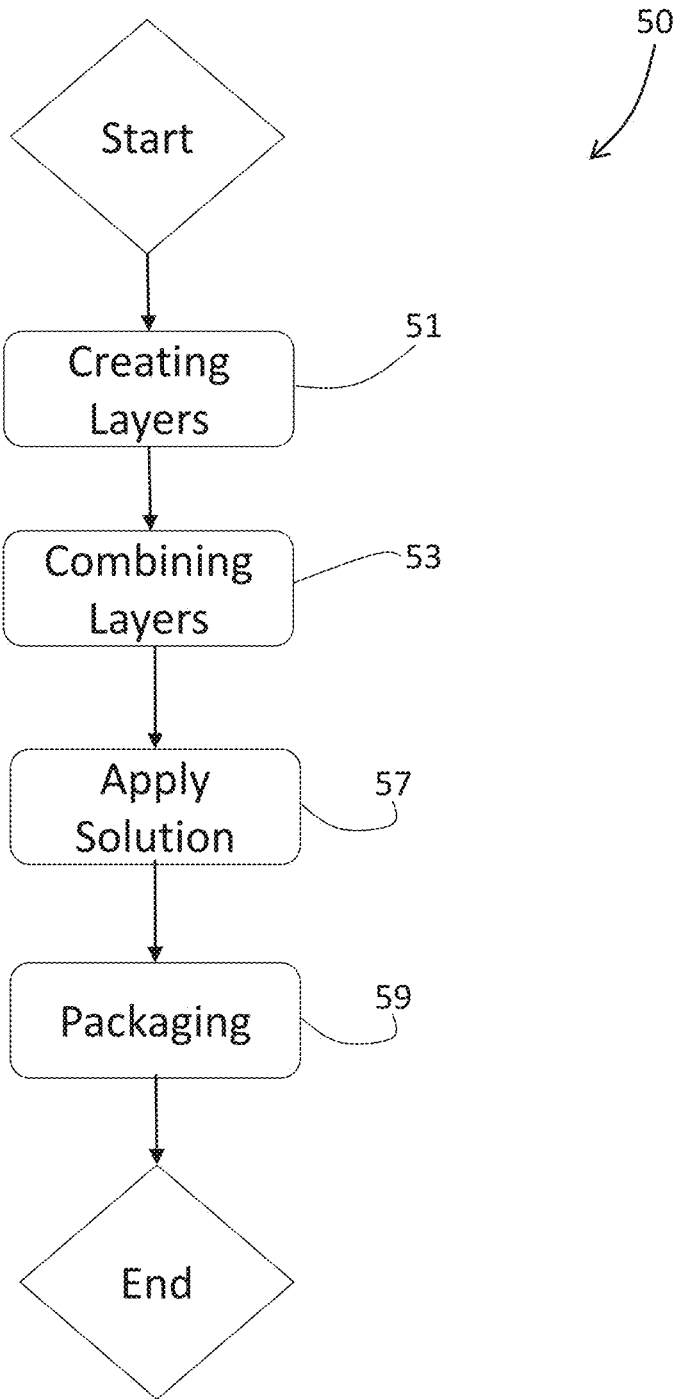 50
Start
51
Creating
Layers
53
Combining
Layers
57
Apply
Solution
59
Packaging
End